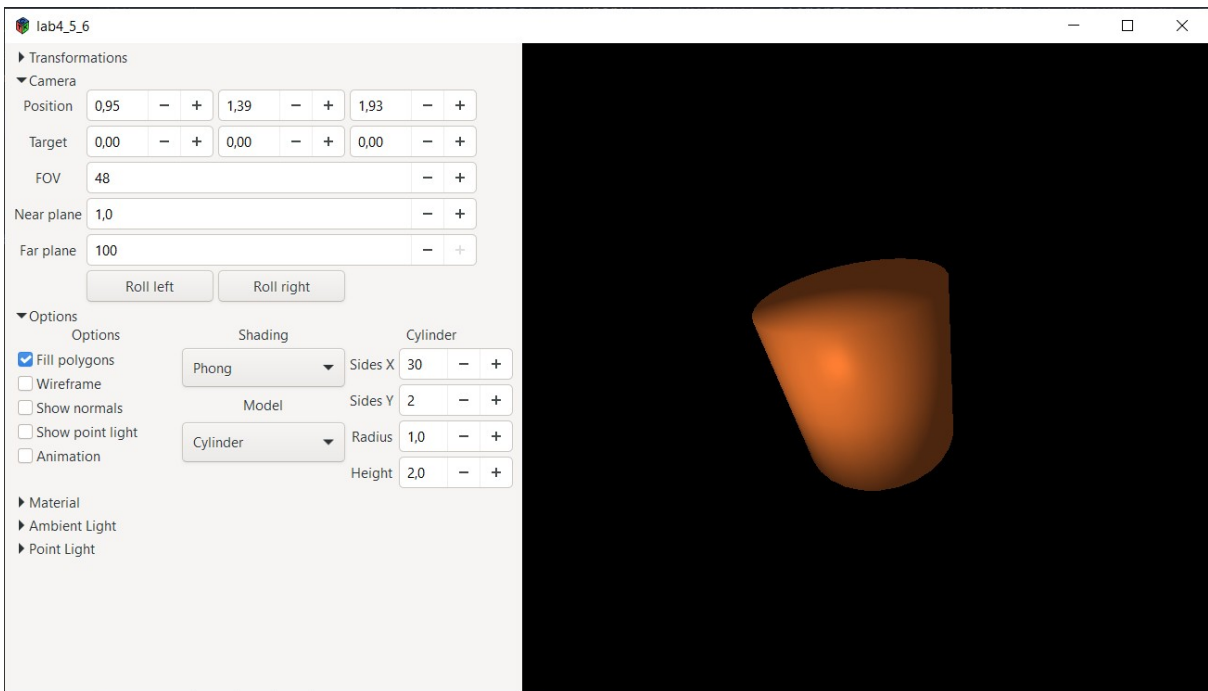 lab4_5_6
Transformations
Camera
Position 0,95 − + 1,39 − + 1,93 − +
Target 0,00 − + 0,00 − + 0,00 − +
FOV 48 − +
Near plane 1,0 − +
Far plane 100 − +
Roll left Roll right
Options
Options Shading Cylinder
Fill polygons Phong Sides X 30 − +
Wireframe
Show normals Model Sides Y 2 − +
Show point light Cylinder Radius 1,0 − +
Animation
Height 2,0 − +
Material
Ambient Light
Point Light